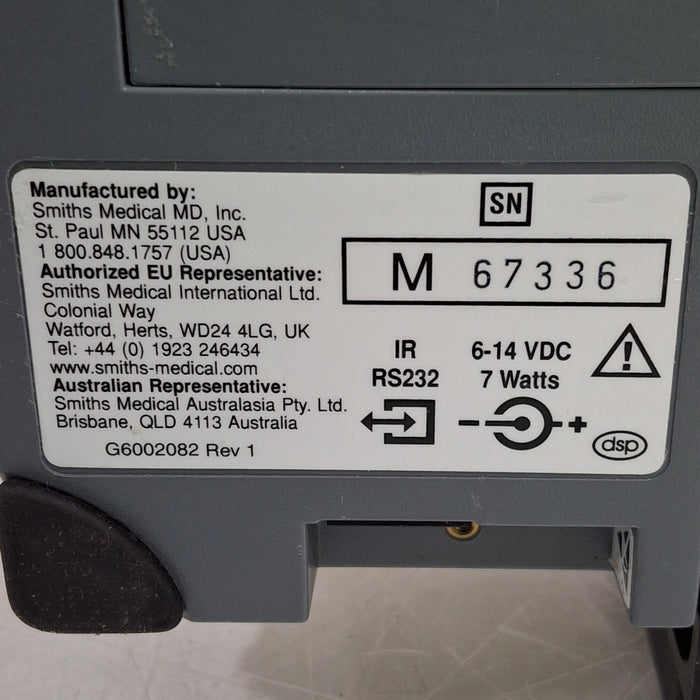 Manufactured by:
Smiths Medical MD, Inc.
St. Paul MN 55112 USA
1 800.848.1757 (USA)
Authorized EU Representative:
Smiths Medical International Ltd.
Colonial Way
Watford, Herts, WD24 4LG, UK
Tel: +44 (0) 1923 246434
www.smiths-medical.com
Australian Representative:
Smiths Medical Australasia Pty. Ltd.
Brisbane, QLD 4113 Australia
G6002082 Rev 1
SN
M 67336
IR
RS232
6-14 VDC
7 Watts
dsp